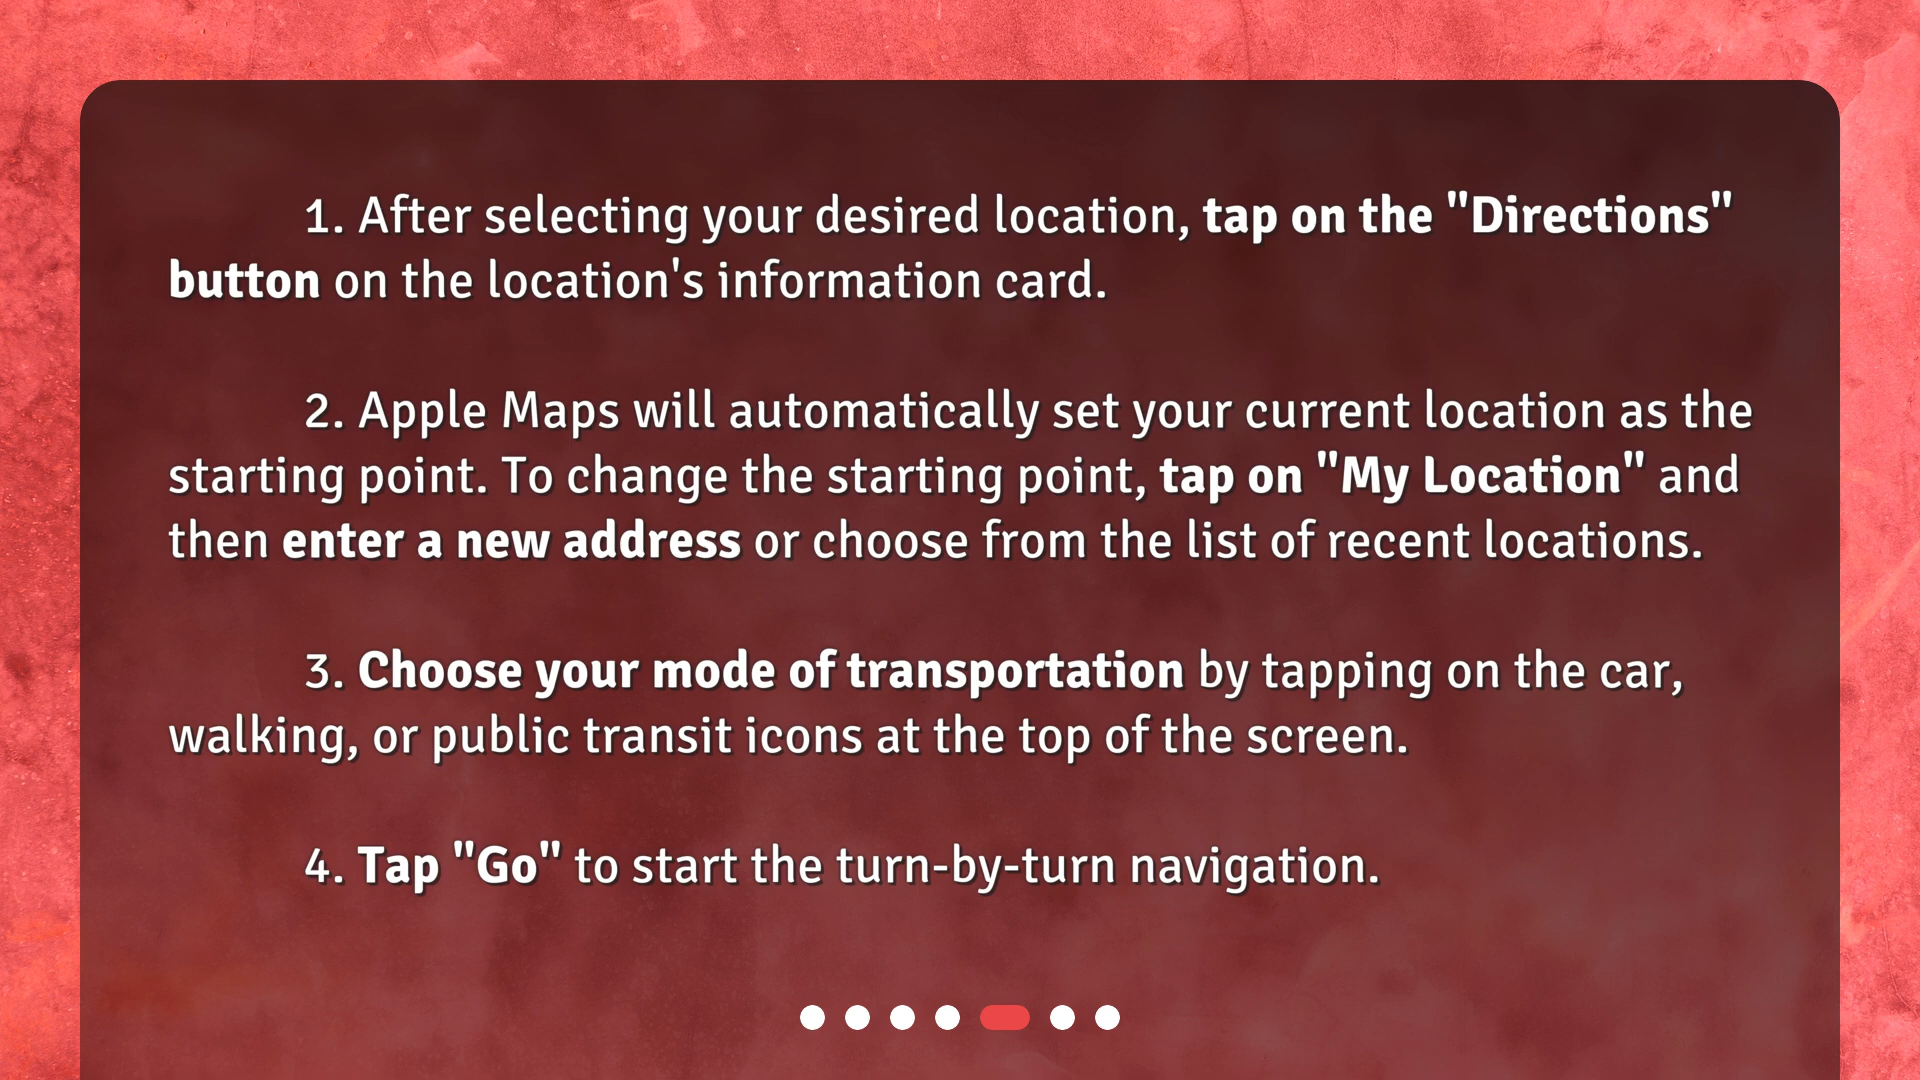 1. After selecting your desired location, tap on the "Directions"
button on the location's information card.
2. Apple Maps will automatically set your current location as the
starting point. To change the starting point, tap on "My Location" and
then enter a new address or choose from the list of recent locations.
3. Choose your mode of transportation by tapping on the car,
walking, or public transit icons at the top of the screen.
4. Tap "Go" to start the turn-by-turn navigation.